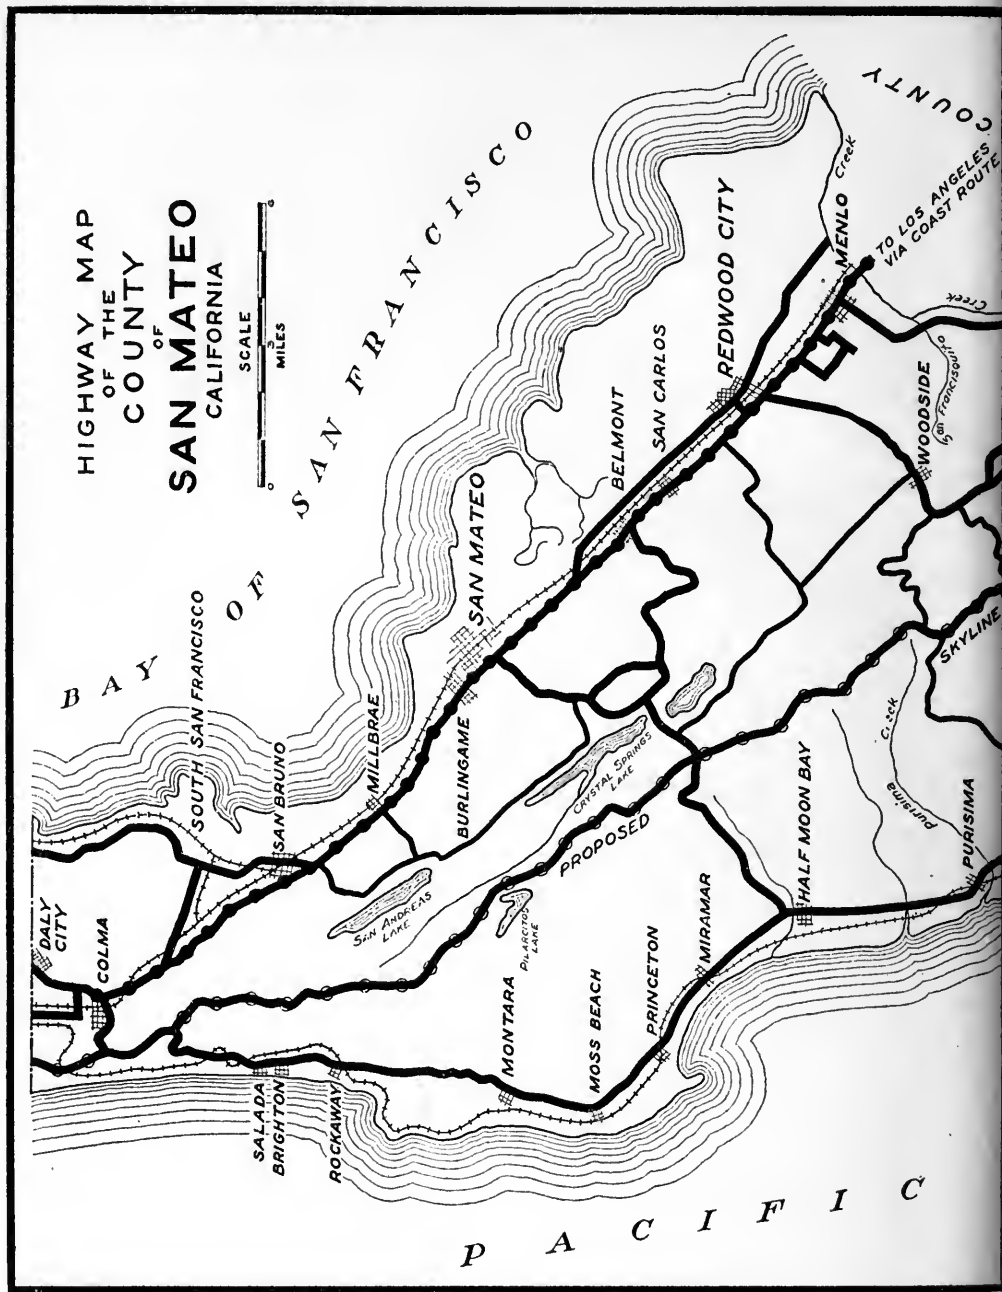 HIGHWAY MAP
OF THE
COUNTY
OF
SAN MATEO
CALIFORNIA
SCALE
0 3 6
MILES
BAY OF SAN FRANCISCO
COUNTY
DALY
CITY
COLMA
SOUTH SAN FRANCISCO
SAN BRUNO
MILLBRAE
BURLINGAME
SAN MATEO
BELMONT
SAN CARLOS
REDWOOD CITY
MENLO
Creek
TO LOS ANGELES
VIA COAST ROUTE
Creek
San Francisquito
WOODSIDE
SKYLINE
PROPOSED
CRYSTAL SPRINGS
LAKE
SAN ANDREAS
LAKE
PILARCITOS
LAKE
SALADA
BRIGHTON
ROCKAWAY
MONTARA
MOSS BEACH
PRINCETON
MIRAMAR
HALF MOON BAY
Purisima Creek
PURISIMA
PACIFIC